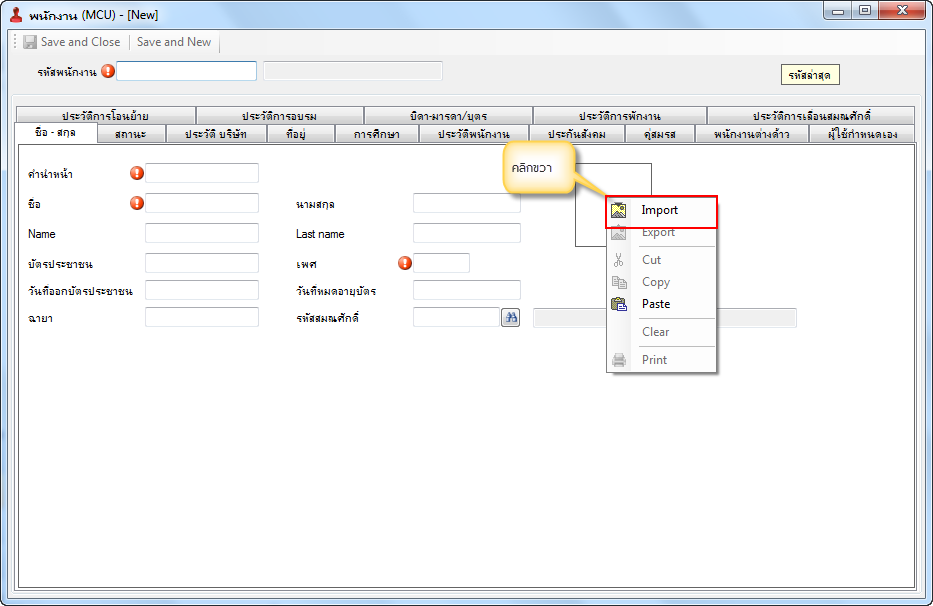 พนักงาน (MCU) - [New]
Save and Close Save and New
รหัสพนักงาน รหัสล่าสุด
ประวัติการโอนย้าย ประวัติการอบรม บิดา-มารดา/บุตร ประวัติการพักงาน ประวัติการเลื่อนสมณศักดิ์
ชื่อ - สกุล สถานะ ประวัติ บริษัท ที่อยู่ การศึกษา ประวัติพนักงาน ประกันสังคม คู่สมรส พนักงานต่างด้าว ผู้ใช้กำหนดเอง
คลิกขวา
คำนำหน้า
ชื่อ นามสกุล
Name Last name
บัตรประชาชน เพศ
วันที่ออกบัตรประชาชน วันที่หมดอายุบัตร
ฉายา รหัสสมณศักดิ์
Import
Export
Cut
Copy
Paste
Clear
Print